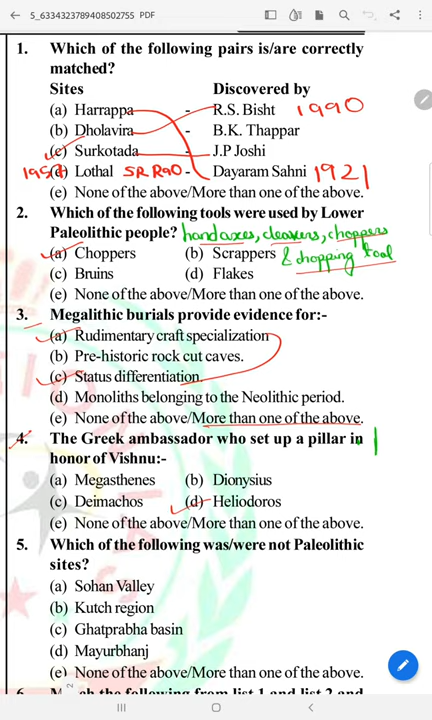 S_6334323789408502755 PDF
1. Which of the following pairs is/are correctly
matched?
Sites Discovered by
(a) Harrappa - R.S. Bisht 1990
(b) Dholavira - B.K. Thappar
(c) Surkotada - J.P Joshi
(d) Lothal SR Rao - Dayaram Sahni 1921
(e) None of the above/More than one of the above.
2. Which of the following tools were used by Lower
Paleolithic people? handaxes, cleavers, choppers
(a) Choppers (b) Scrappers & chopping tool
(c) Bruins (d) Flakes
(e) None of the above/More than one of the above.
3. Megalithic burials provide evidence for:-
(a) Rudimentary craft specialization
(b) Pre-historic rock cut caves.
(c) Status differentiation.
(d) Monoliths belonging to the Neolithic period.
(e) None of the above/More than one of the above.
4. The Greek ambassador who set up a pillar in
honor of Vishnu:-
(a) Megasthenes (b) Dionysius
(c) Deimachos (d) Heliodoros
(e) None of the above/More than one of the above.
5. Which of the following was/were not Paleolithic
sites?
(a) Sohan Valley
(b) Kutch region
(c) Ghatprabha basin
(d) Mayurbhanj
(e) None of the above/More than one of the above.